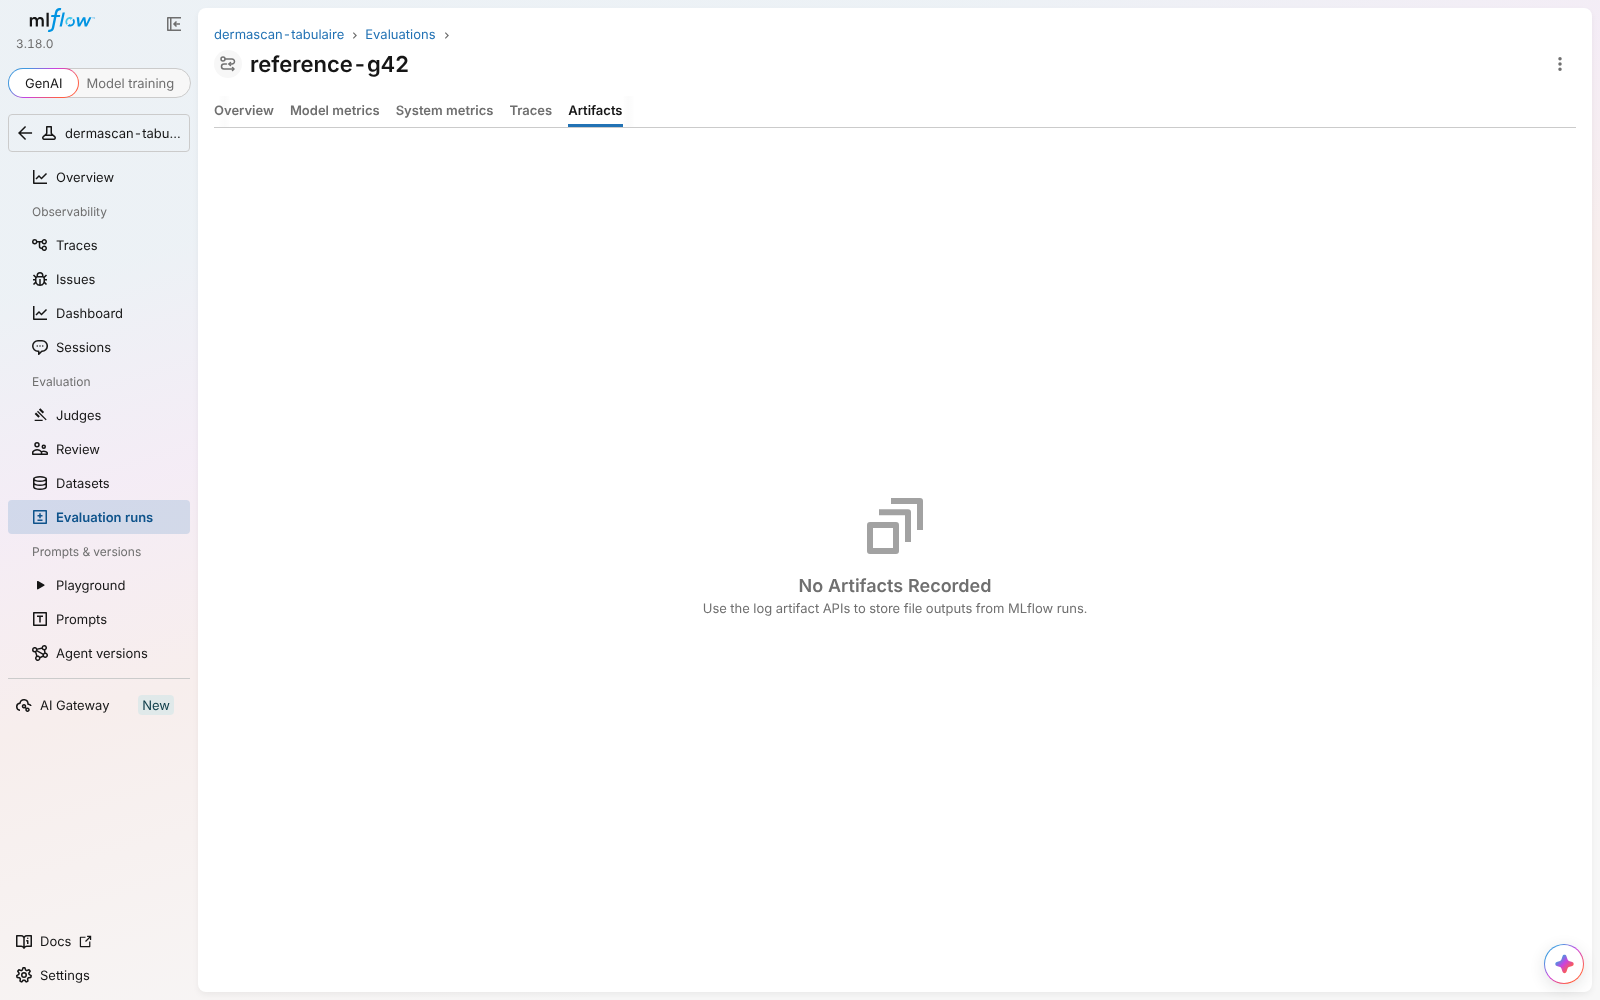 mlflow
3.18.0
GenAI
Model training
dermascan-tabu...
Overview
Observability
Traces
Issues
Dashboard
Sessions
Evaluation
Judges
Review
Datasets
Evaluation runs
Prompts & versions
Playground
Prompts
Agent versions
AI Gateway New
Docs
Settings
dermascan-tabulaire > Evaluations >
reference-g42
Overview Model metrics System metrics Traces Artifacts
No Artifacts Recorded
Use the log artifact APIs to store file outputs from MLflow runs.